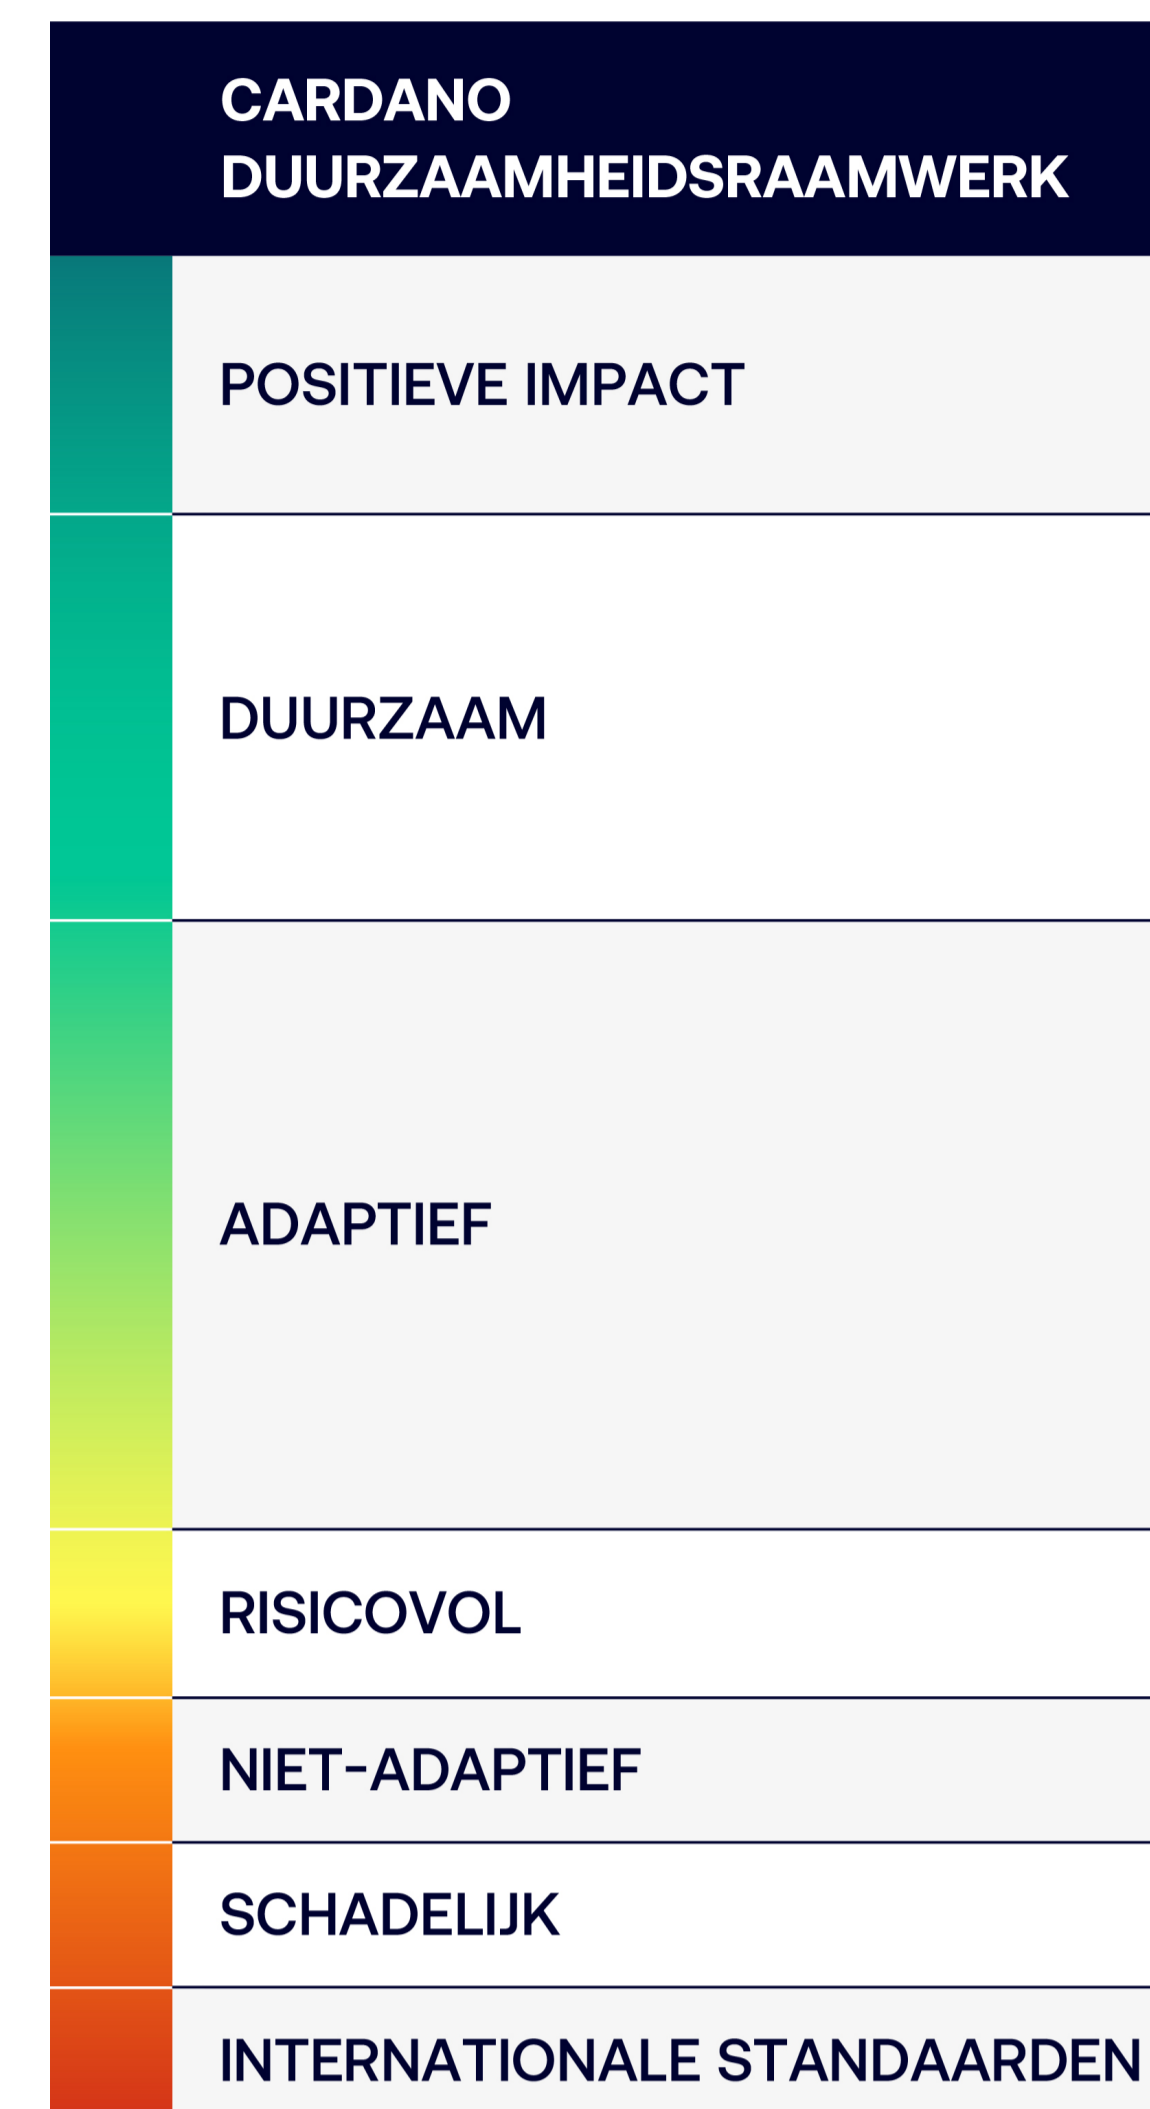 CARDANO
DUURZAAMHEIDSRAAMWERK
POSITIEVE IMPACT
DUURZAAM
ADAPTIEF
RISICOVOL
NIET-ADAPTIEF
SCHADELIJK
INTERNATIONALE STANDAARDEN